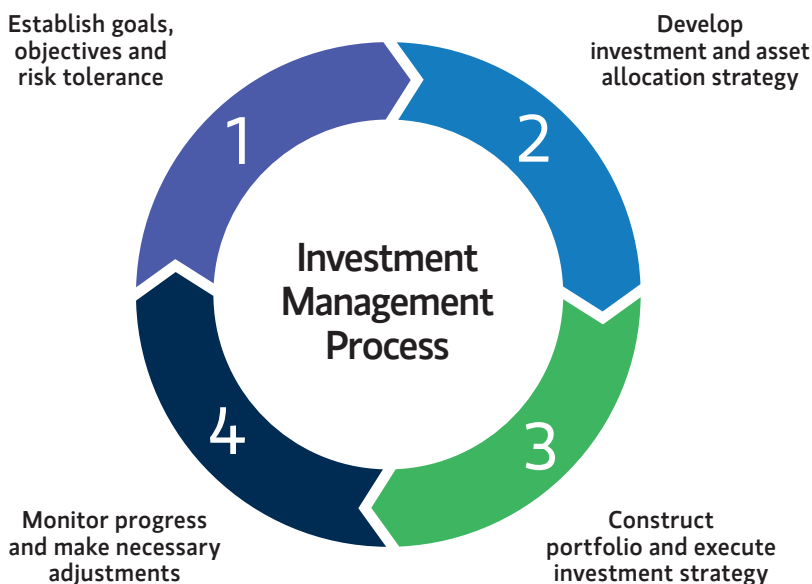 Establish goals,
objectives and
risk tolerance
Develop
investment and asset
allocation strategy
1
2
Investment
Management
Process
4
3
Monitor progress
and make necessary
adjustments
Construct
portfolio and execute
investment strategy